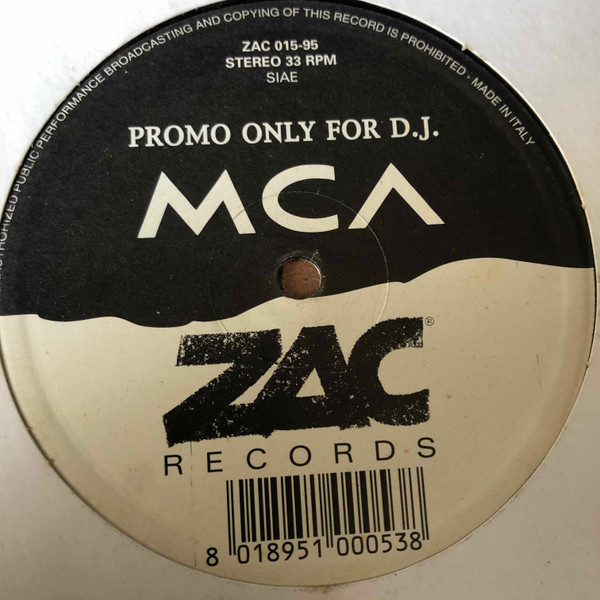 UNAUTHORIZED PUBLIC PERFORMANCE BROADCASTING AND COPYING OF THIS RECORD IS PROHIBITED - MADE IN ITALY
ZAC 015-95
STEREO 33 RPM
SIAE
PROMO ONLY FOR D.J.
MCA
ZAC®
RECORDS
8 018951 000538